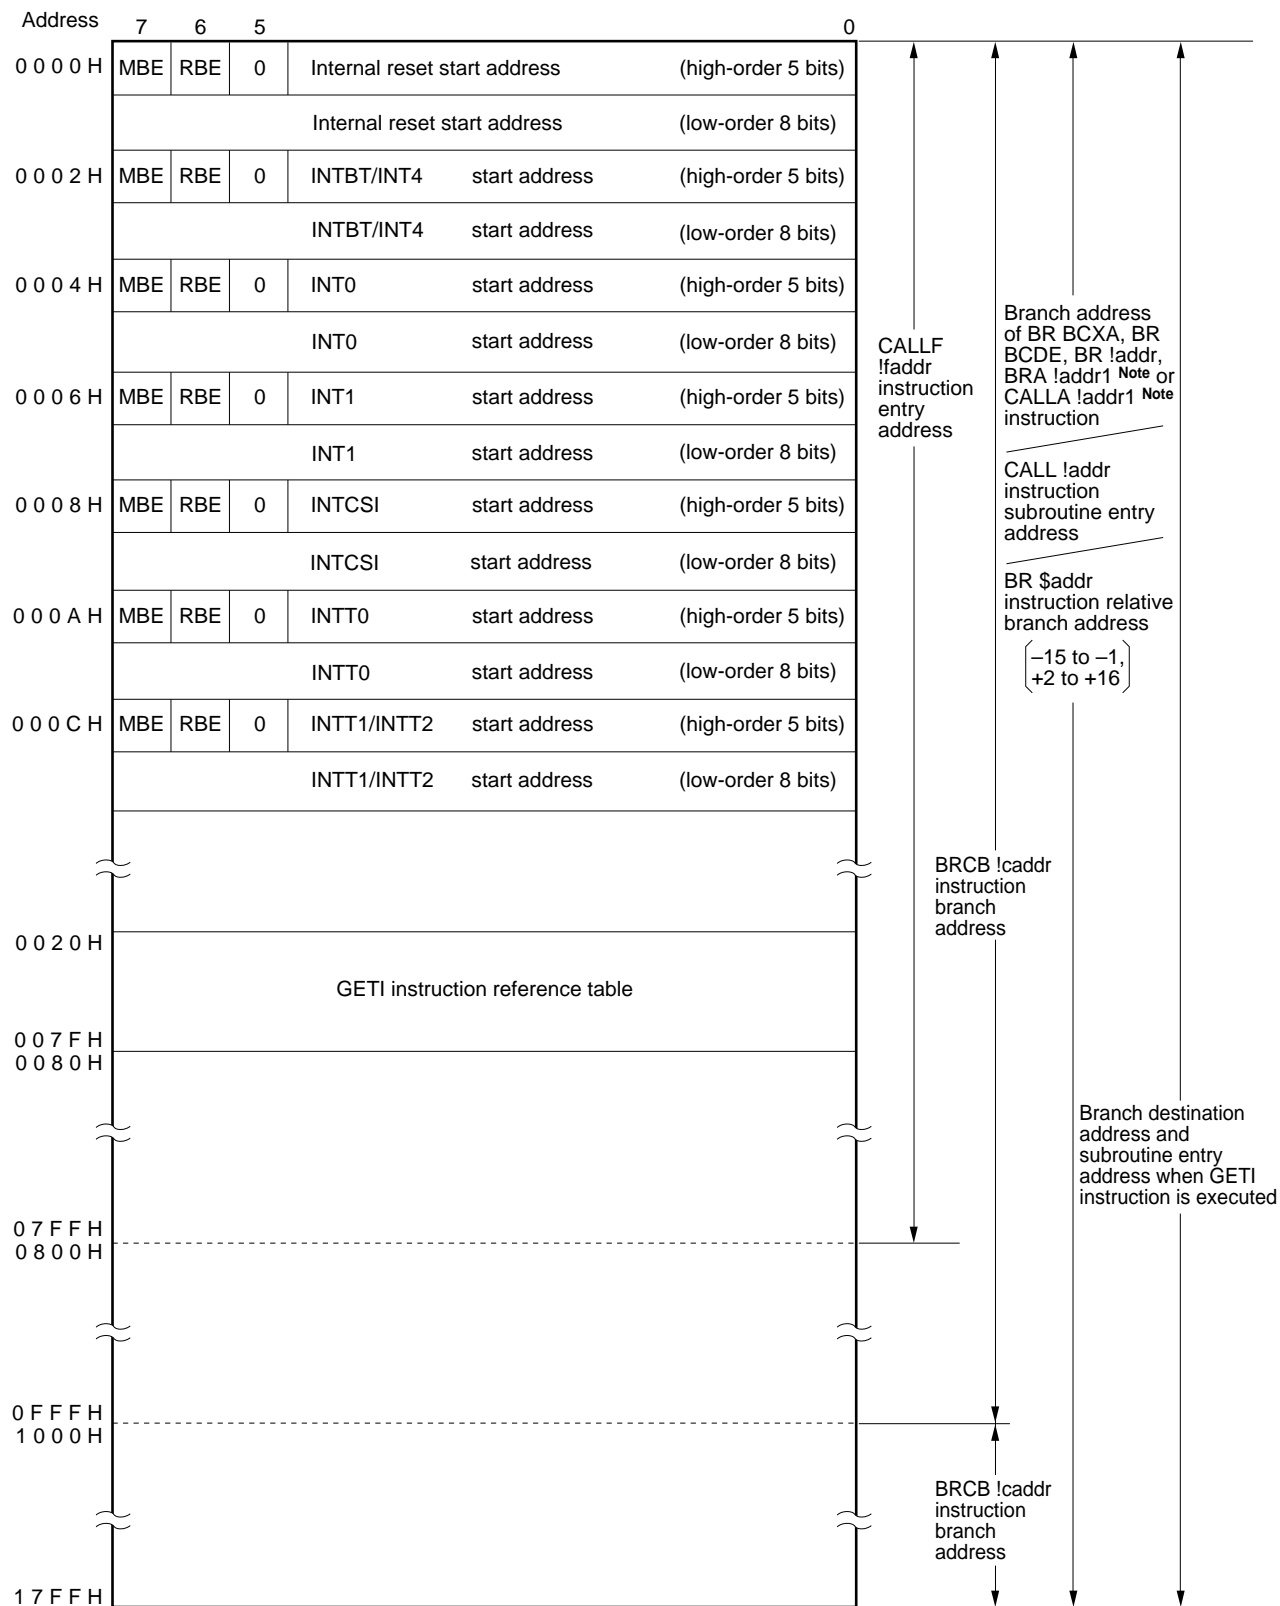 Address
7 6 5 0
0000H MBE RBE 0 Internal reset start address (high-order 5 bits)
Internal reset start address (low-order 8 bits)
0002H MBE RBE 0 INTBT/INT4 start address (high-order 5 bits)
INTBT/INT4 start address (low-order 8 bits)
0004H MBE RBE 0 INT0 start address (high-order 5 bits)
INT0 start address (low-order 8 bits)
0006H MBE RBE 0 INT1 start address (high-order 5 bits)
INT1 start address (low-order 8 bits)
0008H MBE RBE 0 INTCSI start address (high-order 5 bits)
INTCSI start address (low-order 8 bits)
000AH MBE RBE 0 INTT0 start address (high-order 5 bits)
INTT0 start address (low-order 8 bits)
000CH MBE RBE 0 INTT1/INTT2 start address (high-order 5 bits)
INTT1/INTT2 start address (low-order 8 bits)
0020H
GETI instruction reference table
007FH
0080H
07FFH
0800H
0FFFH
1000H
17FFH
CALLF
!faddr
instruction
entry
address
Branch address
of BR BCXA, BR
BCDE, BR !addr,
BRA !addr1 Note or
CALLA !addr1 Note
instruction
CALL !addr
instruction
subroutine entry
address
BR $addr
instruction relative
branch address
–15 to –1,
+2 to +16
BRCB !caddr
instruction
branch
address
Branch destination
address and
subroutine entry
address when GETI
instruction is executed
BRCB !caddr
instruction
branch
address